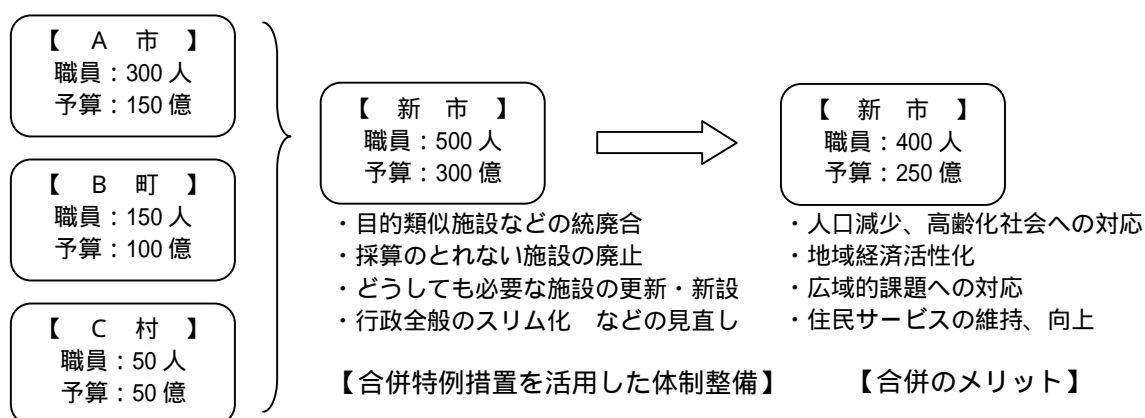 【 A 市 】
職員：300 人
予算：150 億
【 B 町 】
職員：150 人
予算：100 億
【 C 村 】
職員：50 人
予算：50 億
【 新 市 】
職員：500 人
予算：300 億
・目的類似施設などの統廃合
・採算のとれない施設の廃止
・どうしても必要な施設の更新・新設
・行政全般のスリム化 などの見直し
【合併特例措置を活用した体制整備】
【 新 市 】
職員：400 人
予算：250 億
・人口減少、高齢化社会への対応
・地域経済活性化
・広域的課題への対応
・住民サービスの維持、向上
【合併のメリット】